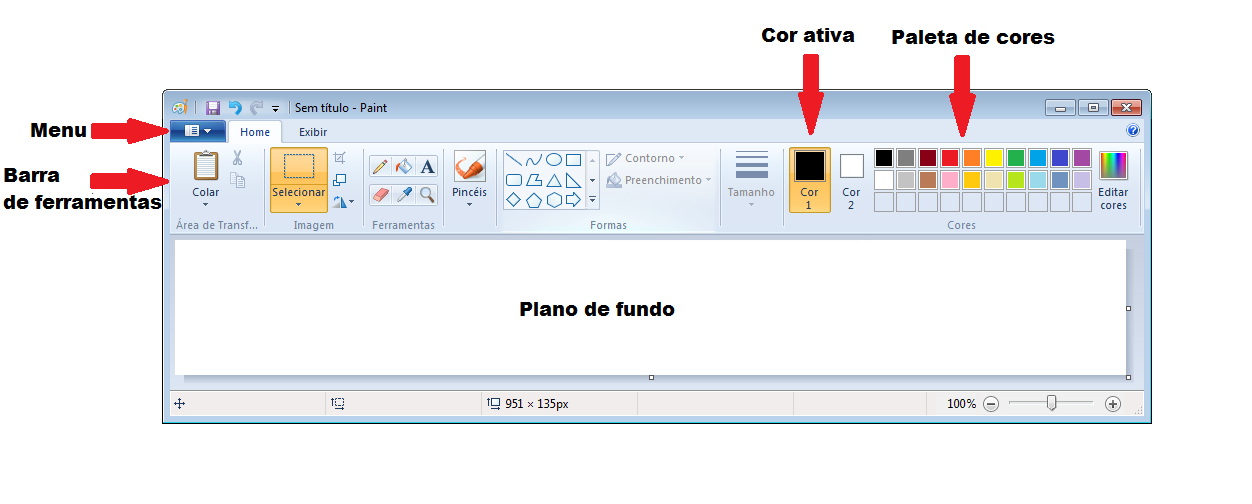 Cor ativa
Paleta de cores
Sem título - Paint
Menu
Home
Exibir
Barra
de ferramentas
Colar
Selecionar
A
Pincéis
Contorno
Preenchimento
Tamanho
Cor
1
Cor
2
Editar
cores
Área de Transf...
Imagem
Ferramentas
Formas
Cores
Plano de fundo
951 × 135px
100%